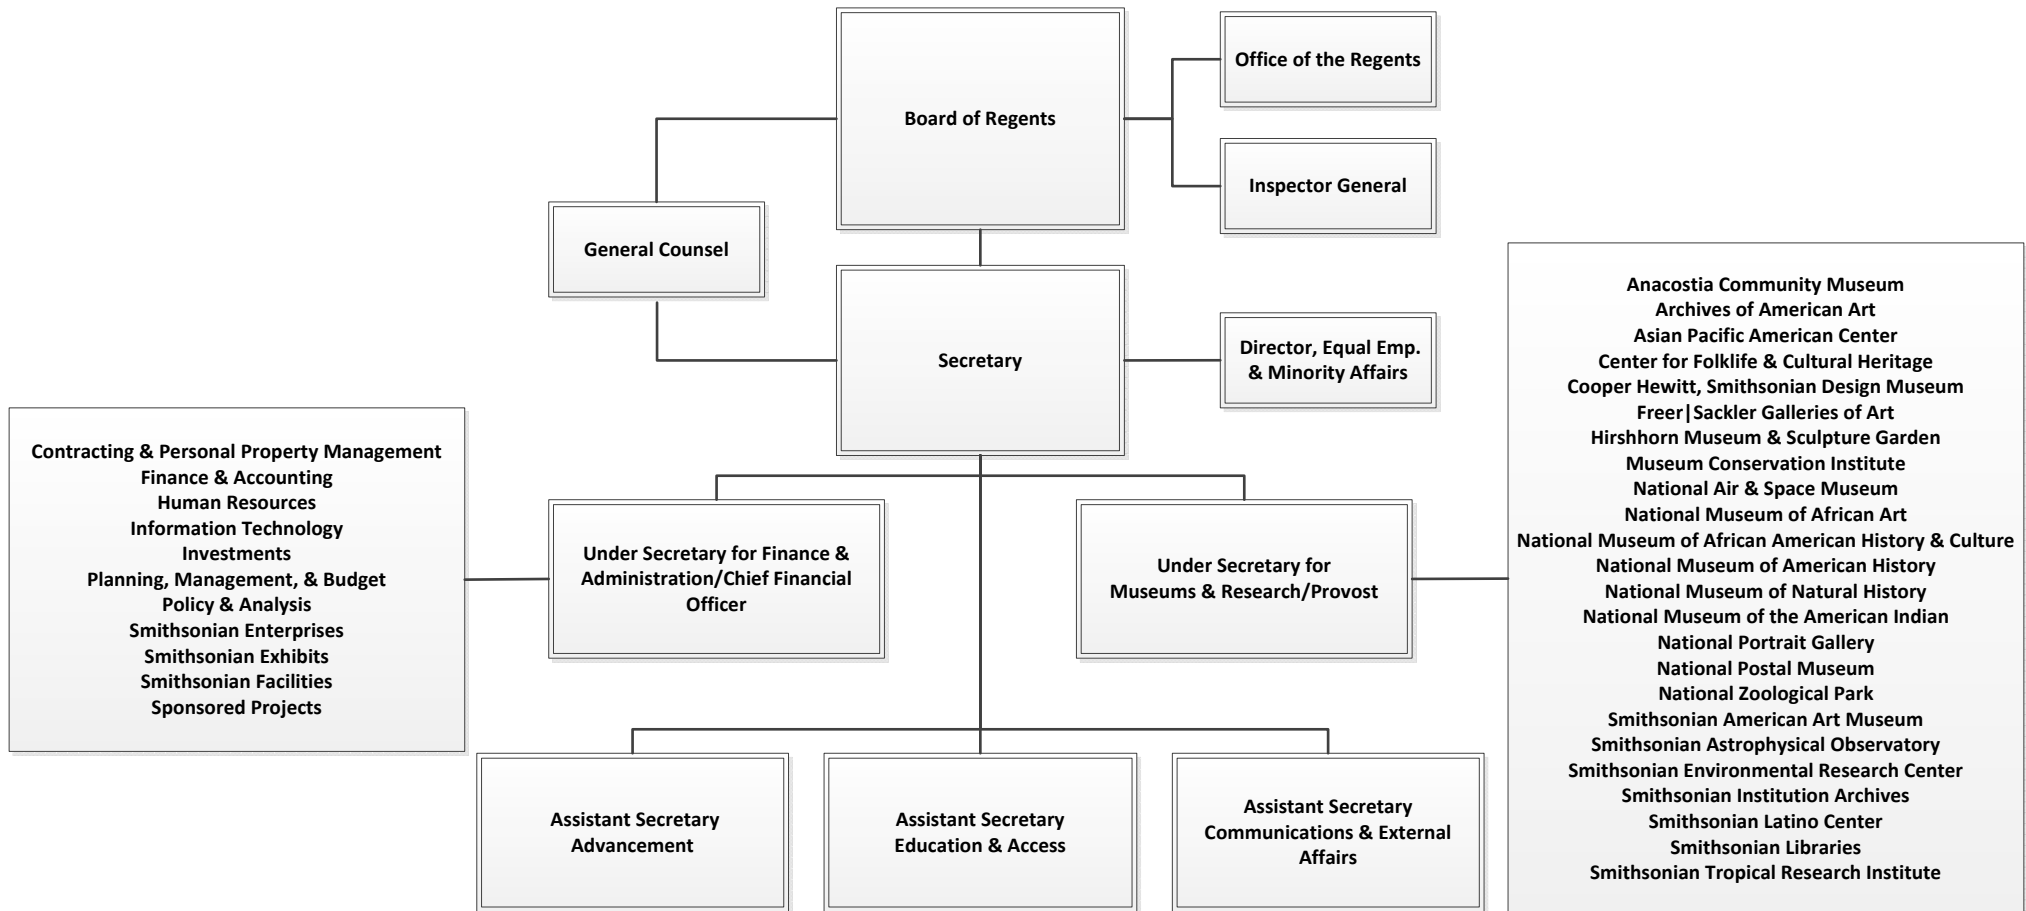 Board of Regents
Office of the Regents
Inspector General
General Counsel
Secretary
Director, Equal Emp.
& Minority Affairs
Contracting & Personal Property Management
Finance & Accounting
Human Resources
Information Technology
Investments
Planning, Management, & Budget
Policy & Analysis
Smithsonian Enterprises
Smithsonian Exhibits
Smithsonian Facilities
Sponsored Projects
Under Secretary for Finance &
Administration/Chief Financial
Officer
Under Secretary for
Museums & Research/Provost
Anacostia Community Museum
Archives of American Art
Asian Pacific American Center
Center for Folklife & Cultural Heritage
Cooper Hewitt, Smithsonian Design Museum
Freer|Sackler Galleries of Art
Hirshhorn Museum & Sculpture Garden
Museum Conservation Institute
National Air & Space Museum
National Museum of African Art
National Museum of African American History & Culture
National Museum of American History
National Museum of Natural History
National Museum of the American Indian
National Portrait Gallery
National Postal Museum
National Zoological Park
Smithsonian American Art Museum
Smithsonian Astrophysical Observatory
Smithsonian Environmental Research Center
Smithsonian Institution Archives
Smithsonian Latino Center
Smithsonian Libraries
Smithsonian Tropical Research Institute
Assistant Secretary
Advancement
Assistant Secretary
Education & Access
Assistant Secretary
Communications & External
Affairs